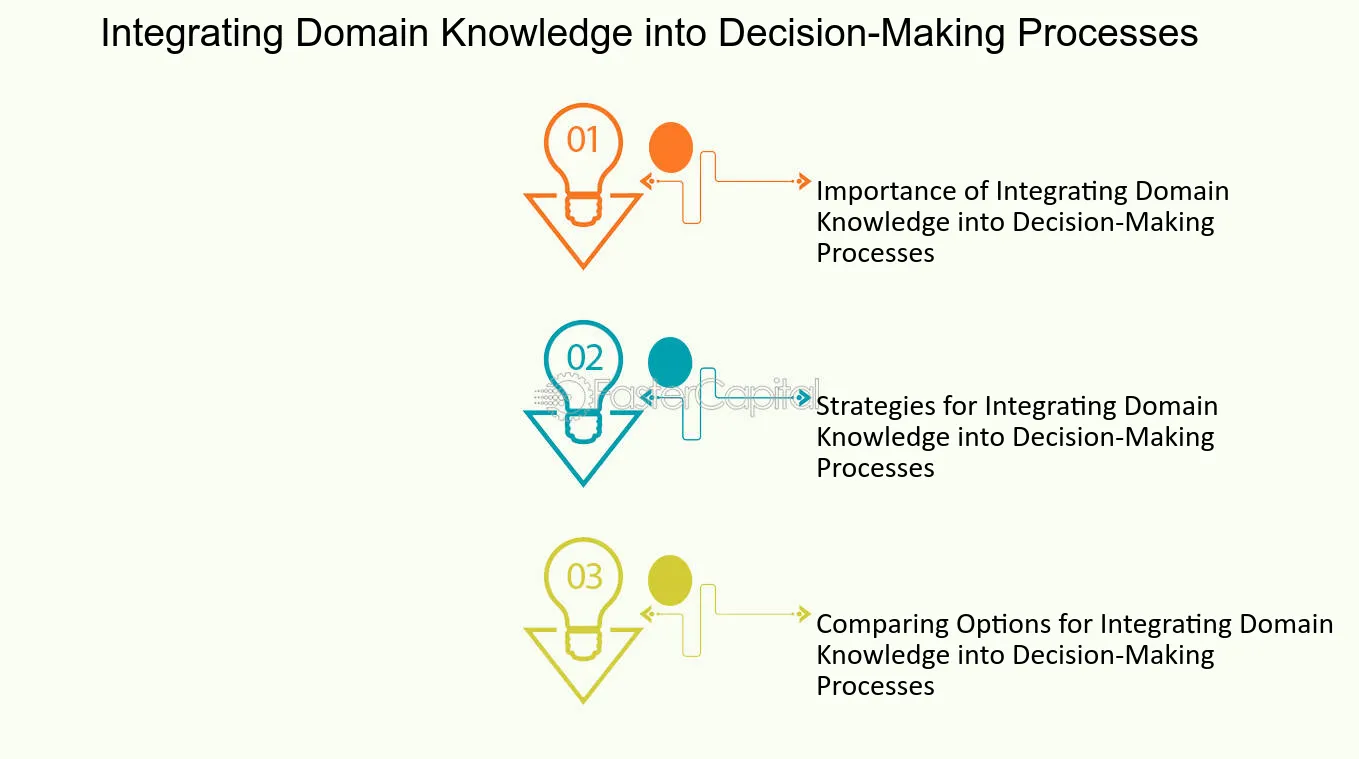 Integrating Domain Knowledge into Decision-Making Processes
01
Importance of Integrating Domain
Knowledge into Decision-Making
Processes
02
FasterCapital
Strategies for Integrating Domain
Knowledge into Decision-Making
Processes
03
Comparing Options for Integrating Domain
Knowledge into Decision-Making
Processes